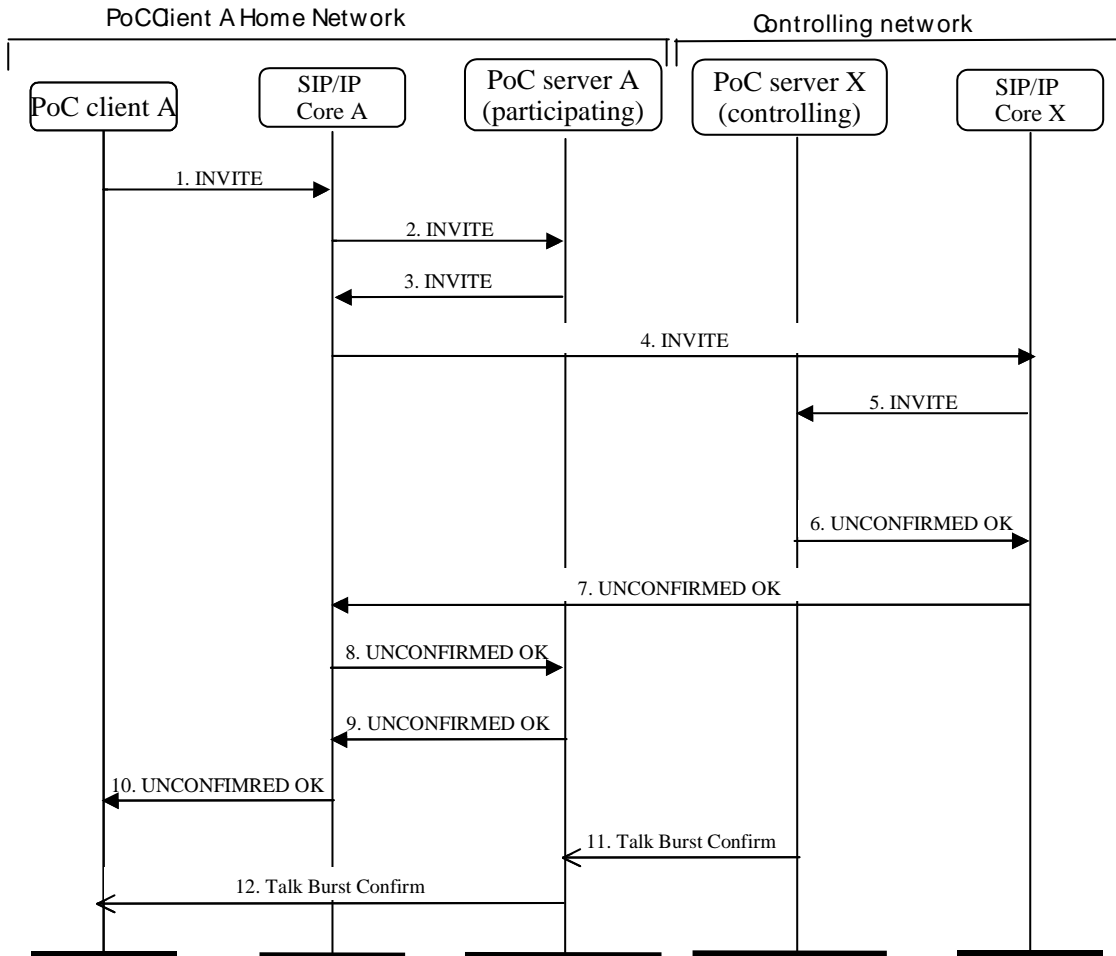 PoCClient A Home Network
Controlling network
PoC client A
SIP/IP
Core A
PoC server A
(participating)
PoC server X
(controlling)
SIP/IP
Core X
1. INVITE
2. INVITE
3. INVITE
4. INVITE
5. INVITE
6. UNCONFIRMED OK
7. UNCONFIRMED OK
8. UNCONFIRMED OK
9. UNCONFIRMED OK
10. UNCONFIMRED OK
11. Talk Burst Confirm
12. Talk Burst Confirm